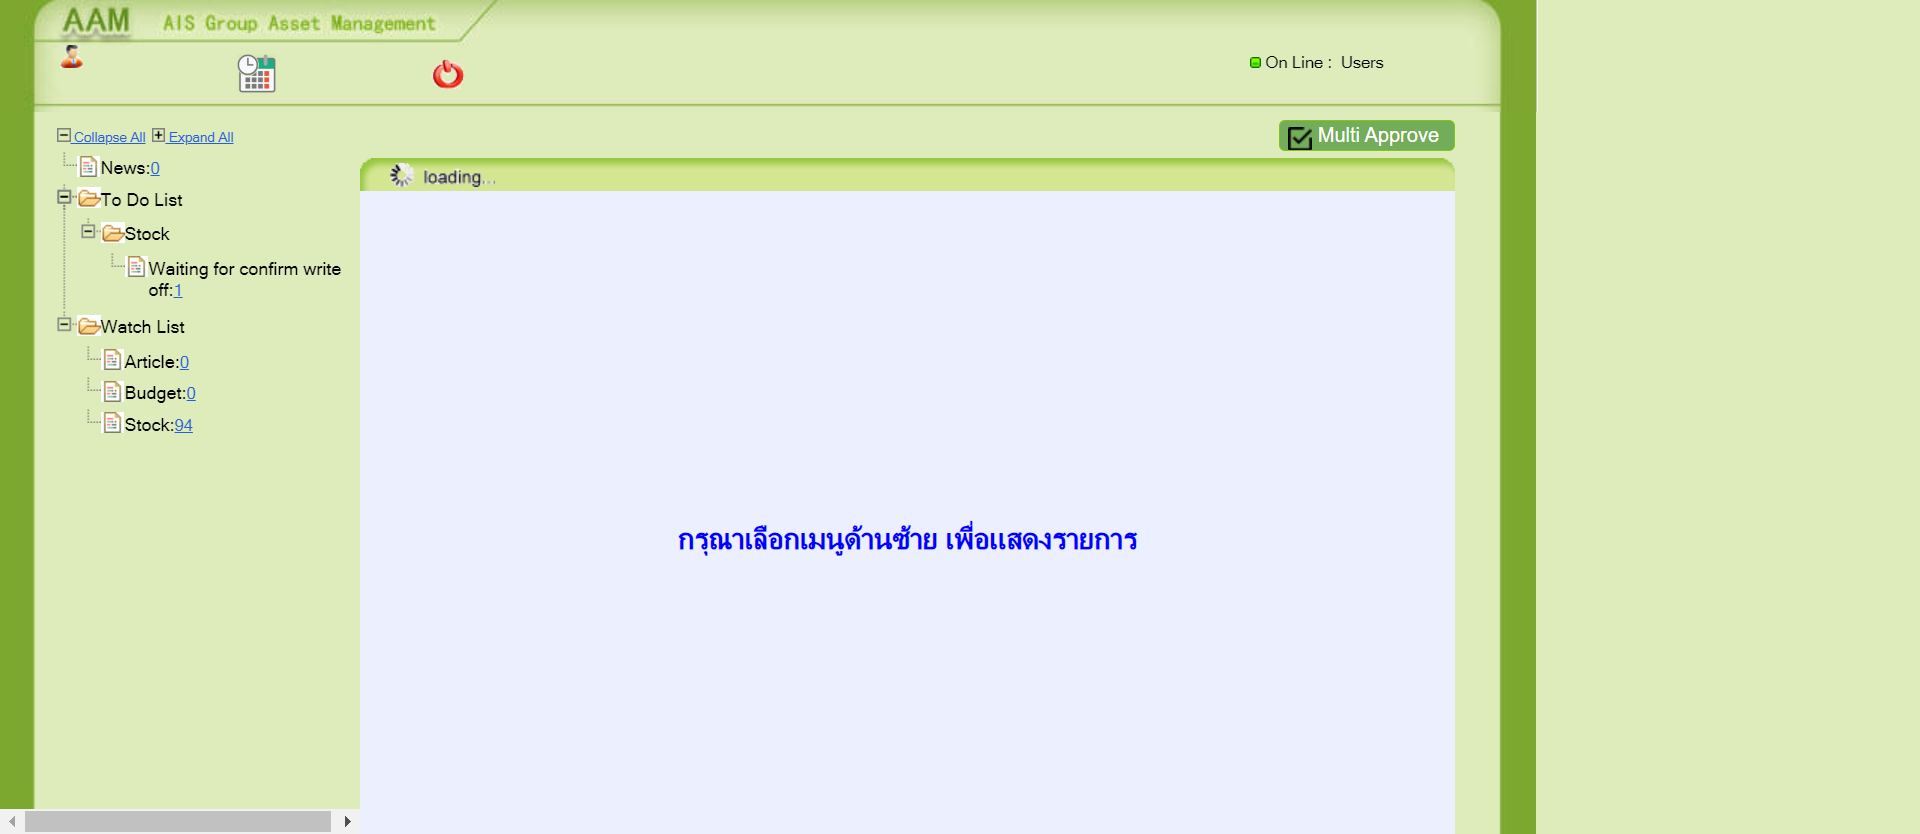 AAM AIS Group Asset Management
On Line : Users
Collapse All Expand All
Multi Approve
News:0
loading...
To Do List
Stock
Waiting for confirm write
off:1
Watch List
Article:0
Budget:0
Stock:94
กรุณาเลือกเมนูด้านซ้าย เพื่อแสดงรายการ